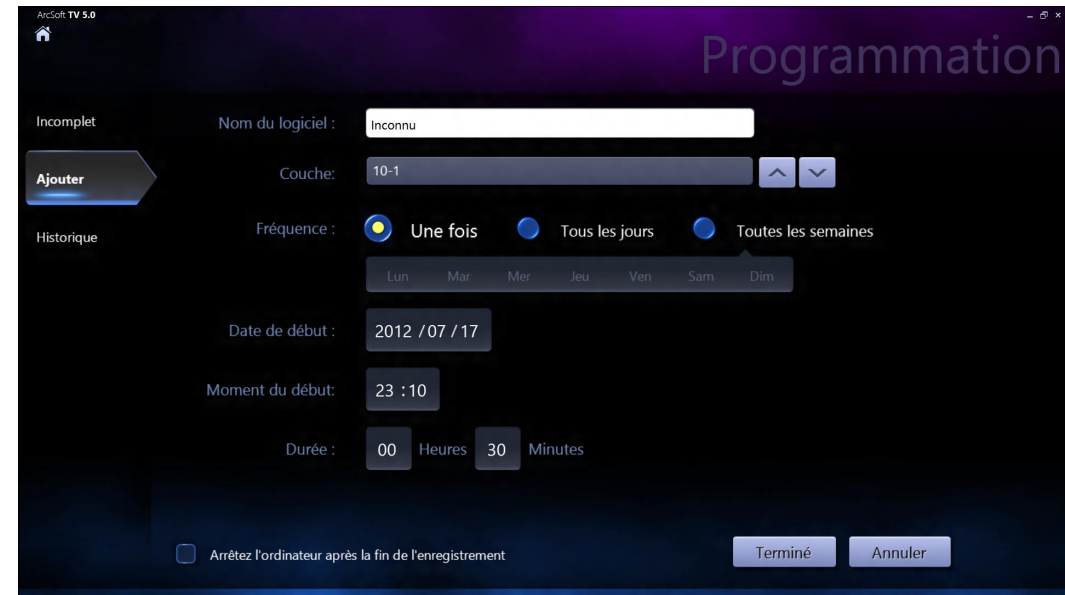 ArcSoft TV 5.0
Programmation
Incomplet
Nom du logiciel :
Inconnu
Ajouter
Couche:
10-1
Historique
Fréquence :
Une fois
Tous les jours
Toutes les semaines
Lun Mar Mer Jeu Ven Sam Dim
Date de début :
2012 / 07 / 17
Moment du début:
23 : 10
Durée :
00 Heures 30 Minutes
Arrêtez l'ordinateur après la fin de l'enregistrement
Terminé
Annuler